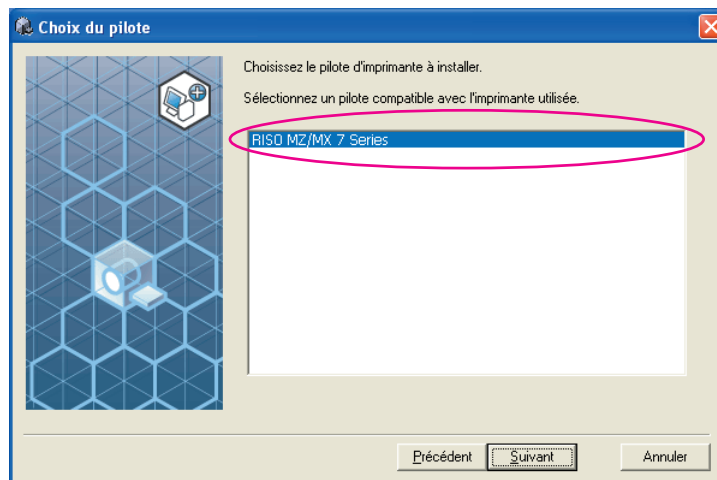 Choix du pilote
Choisissez le pilote d'imprimante à installer.
Sélectionnez un pilote compatible avec l'imprimante utilisée.
RISO MZ/MX 7 Series
Précédent Suivant Annuler